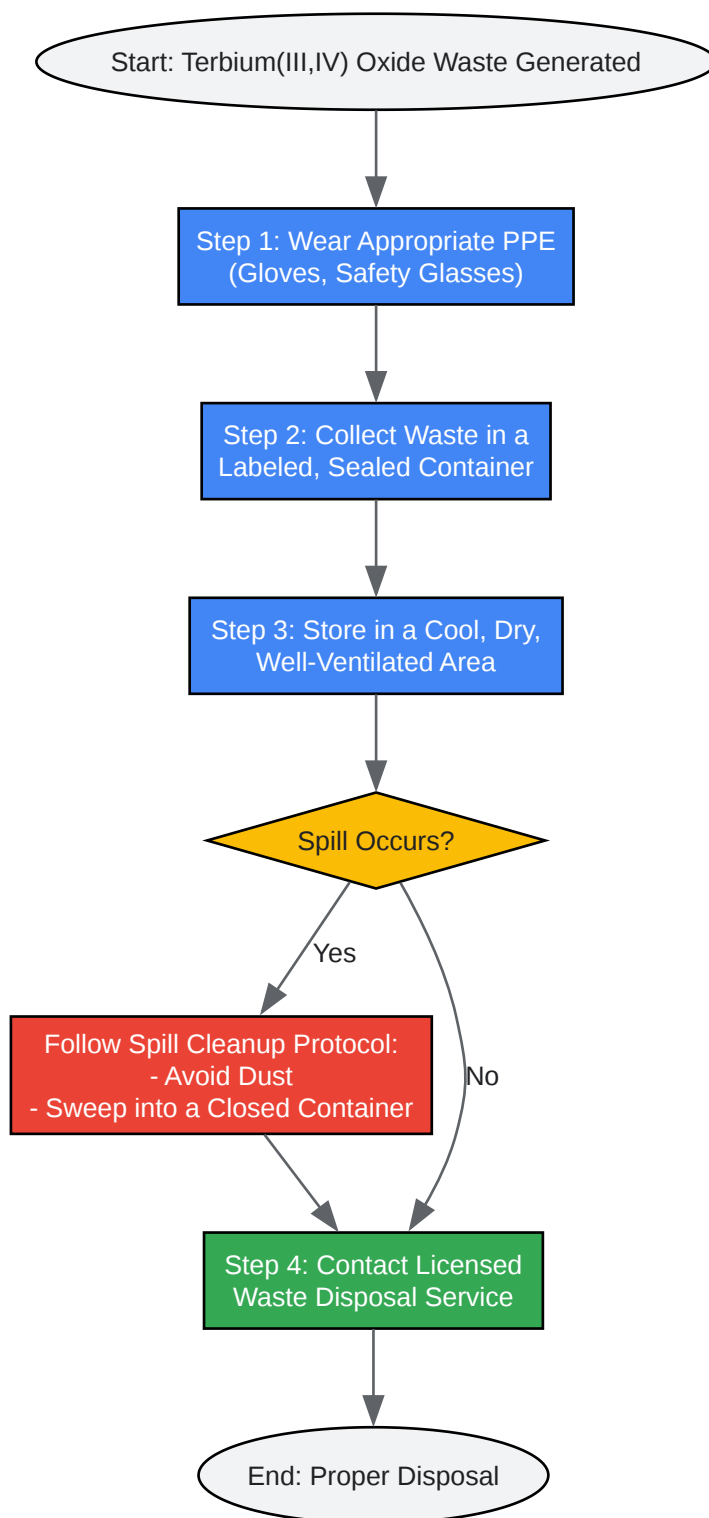 Start: Terbium(III,IV) Oxide Waste Generated
Step 1: Wear Appropriate PPE
(Gloves, Safety Glasses)
Step 2: Collect Waste in a
Labeled, Sealed Container
Step 3: Store in a Cool, Dry,
Well-Ventilated Area
Spill Occurs?
Yes
Follow Spill Cleanup Protocol:
- Avoid Dust
- Sweep into a Closed Container
No
Step 4: Contact Licensed
Waste Disposal Service
End: Proper Disposal